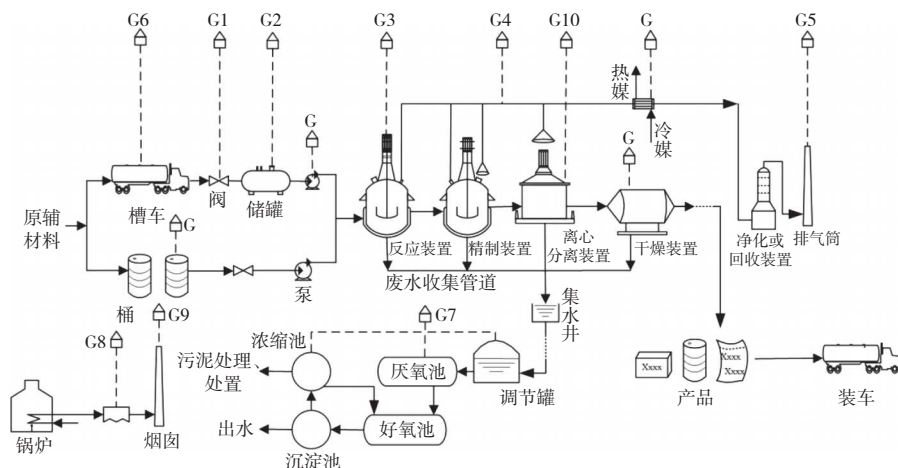 G6
G1
G2
G3
G4
G10
G
G5
热媒
冷媒
G
G
原辅
材料
槽车
阀
储罐
G
桶
泵
反应装置
精制装置
离心
分离装置
干燥装置
净化或
回收装置
排气筒
废水收集管道
集水井
G9
G8
G7
浓缩池
污泥处理、
处置
厌氧池
调节罐
Xxxx
Xxxx
Xxxx
产品
装车
锅炉
烟囱
出水
沉淀池
好氧池